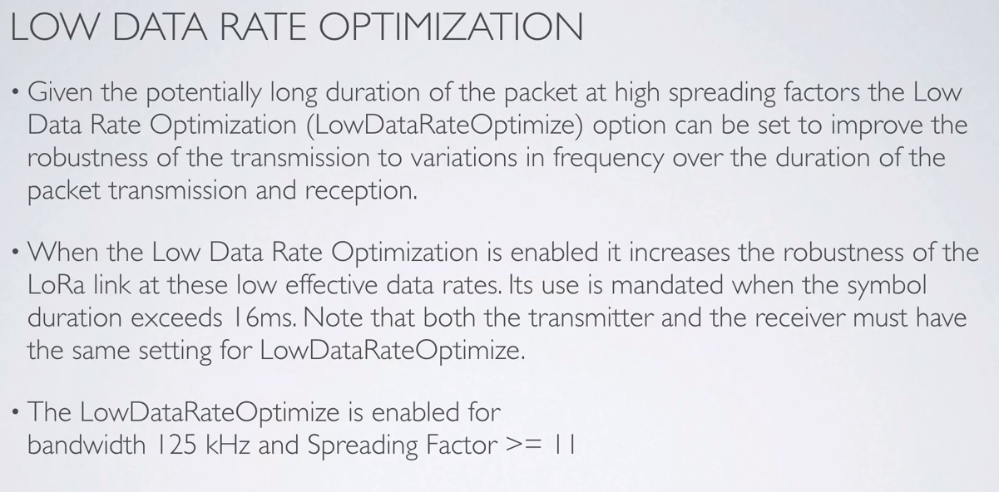 LOW DATA RATE OPTIMIZATION
• Given the potentially long duration of the packet at high spreading factors the Low
Data Rate Optimization (LowDataRateOptimize) option can be set to improve the
robustness of the transmission to variations in frequency over the duration of the
packet transmission and reception.
• When the Low Data Rate Optimization is enabled it increases the robustness of the
LoRa link at these low effective data rates. Its use is mandated when the symbol
duration exceeds 16ms. Note that both the transmitter and the receiver must have
the same setting for LowDataRateOptimize.
• The LowDataRateOptimize is enabled for
bandwidth 125 kHz and Spreading Factor >= 11